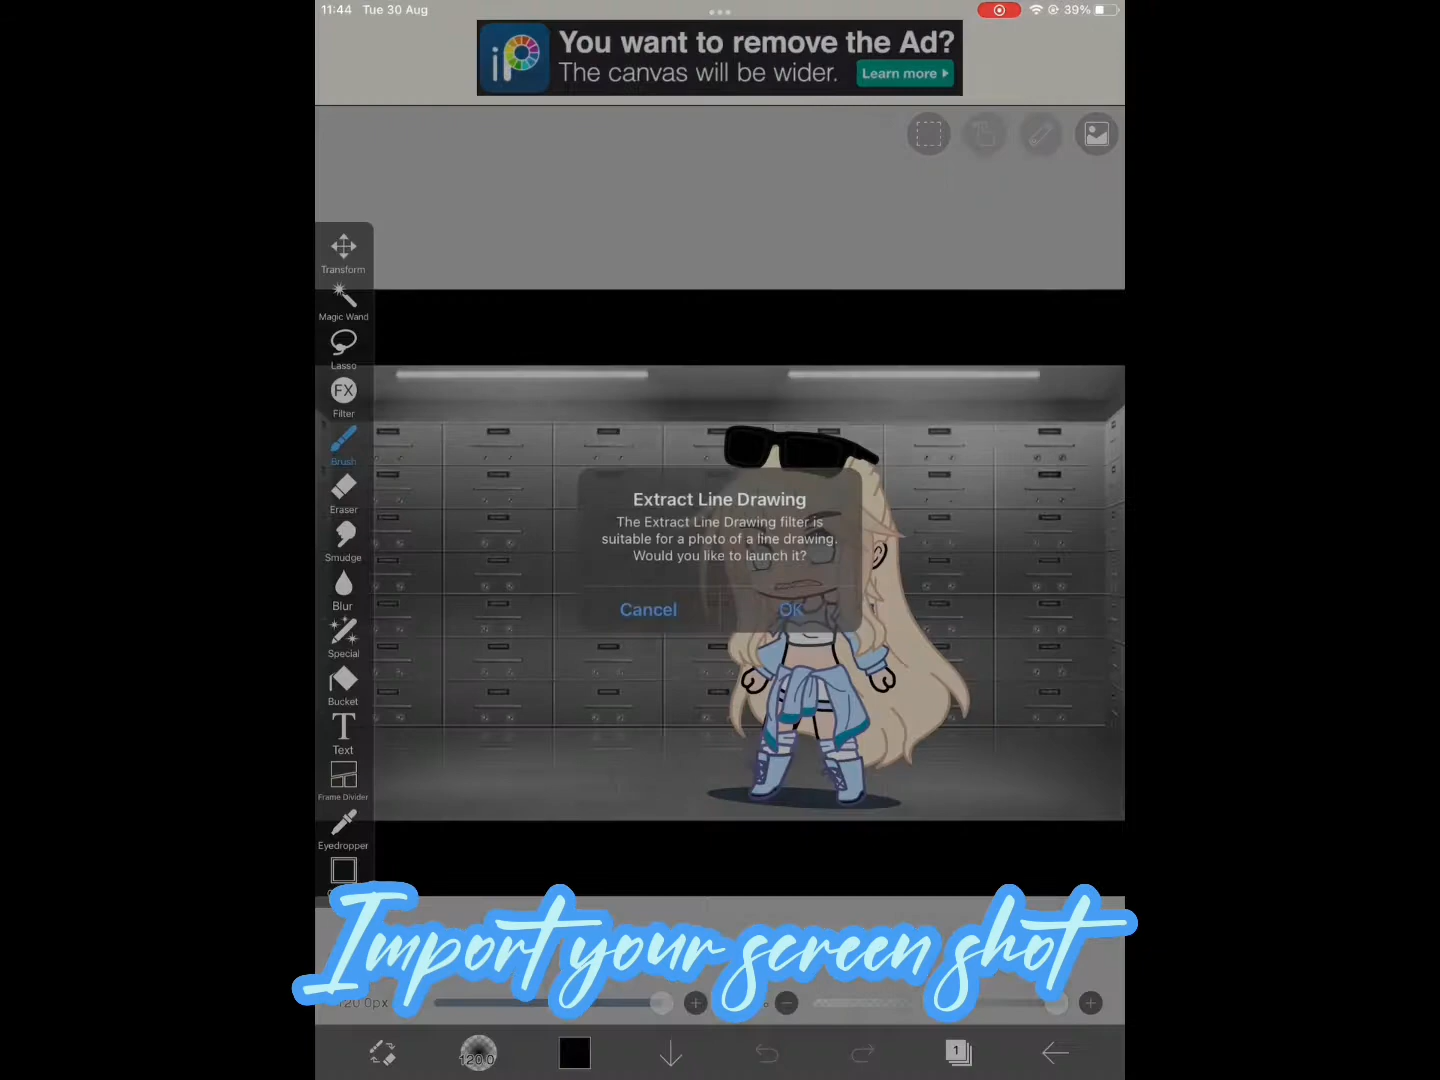 11:44 Tue 30 Aug
39%
iP
You want to remove the Ad?
The canvas will be wider.
Learn more
Transform
Magic Wand
Lasso
FX
Filter
Brush
Eraser
Smudge
Blur
Special
Bucket
T
Text
Frame Divider
Eyedropper
Extract Line Drawing
The Extract Line Drawing filter is
suitable for a photo of a line drawing.
Would you like to launch it?
Cancel OK
Import your screen shot
120.0px
120.0
1